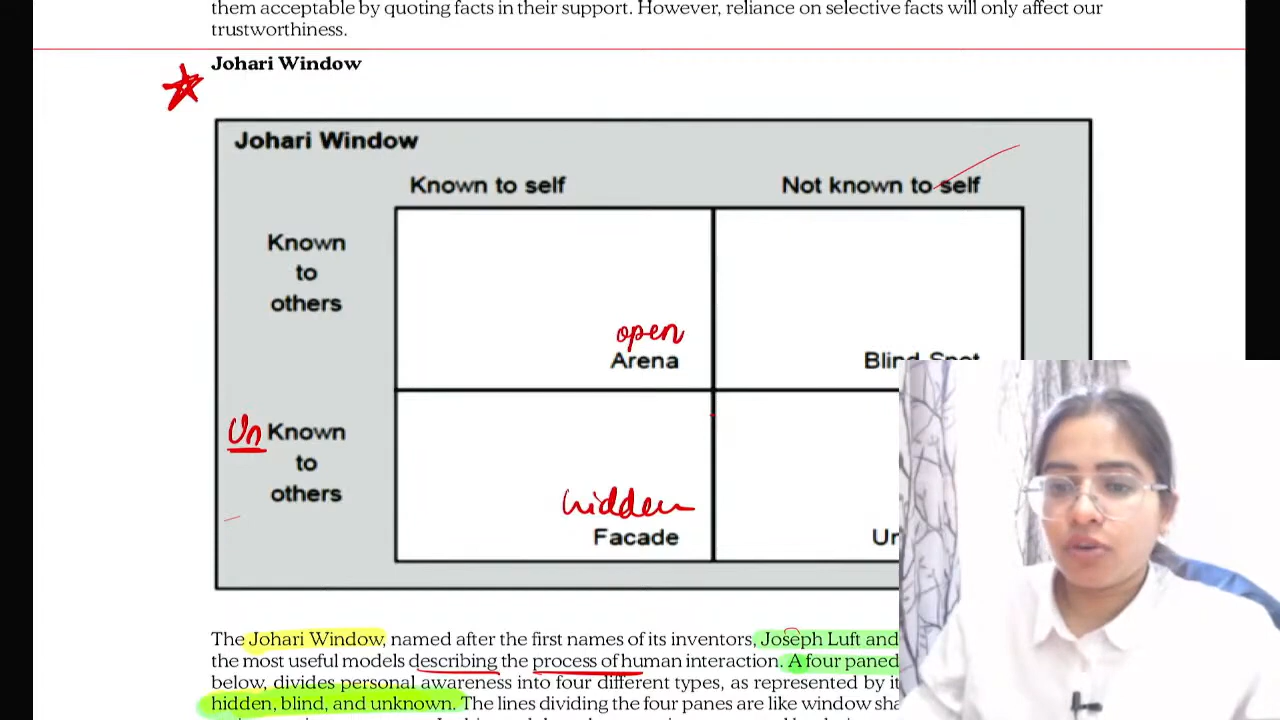 them acceptable by quoting facts in their support. However, reliance on selective facts will only affect our
trustworthiness.
Johari Window
Johari Window
Known to self
Not known to self
Known
to
others
open
Arena
Blind Spot
Un Known
to
others
hidden
Facade
The Johari Window, named after the first names of its inventors, Joseph Luft and
the most useful models describing the process of human interaction. A four paned
below, divides personal awareness into four different types, as represented by
hidden, blind, and unknown. The lines dividing the four panes are like window